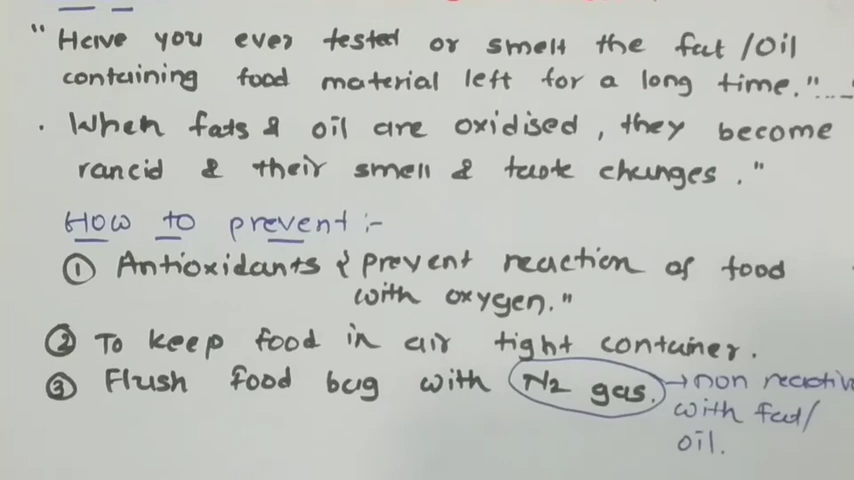 "Have you ever tested or smelt the fat/oil
containing food material left for a long time."....
. When fats & oil are oxidised, they become
rancid & their smell & taste changes."
How to prevent:-
① Antioxidants { prevent reaction of food
with oxygen."
② To keep food in air tight container.
③ Flush food bag with N2 gas. → non reactive
with fat/
oil.